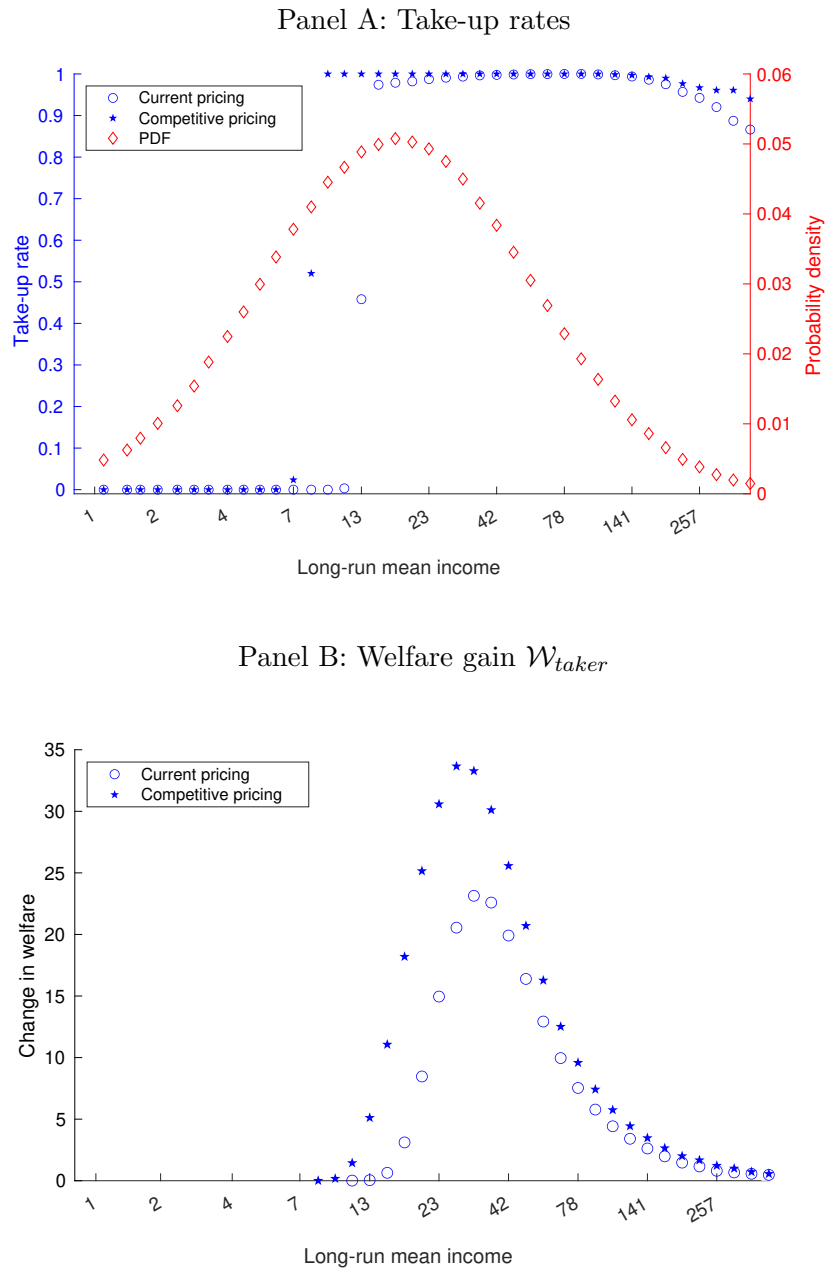 Panel A: Take-up rates
1
0.9
0.8
0.7
0.6
0.5
0.4
0.3
0.2
0.1
0
Take-up rate
Current pricing
Competitive pricing
PDF
0.06
0.05
0.04
0.03
0.02
0.01
0
Probability density
1 2 4 7 13 23 42 78 141 257
Long-run mean income
Panel B: Welfare gain 𝒲taker
35
30
25
20
15
10
5
0
Change in welfare
Current pricing
Competitive pricing
1 2 4 7 13 23 42 78 141 257
Long-run mean income